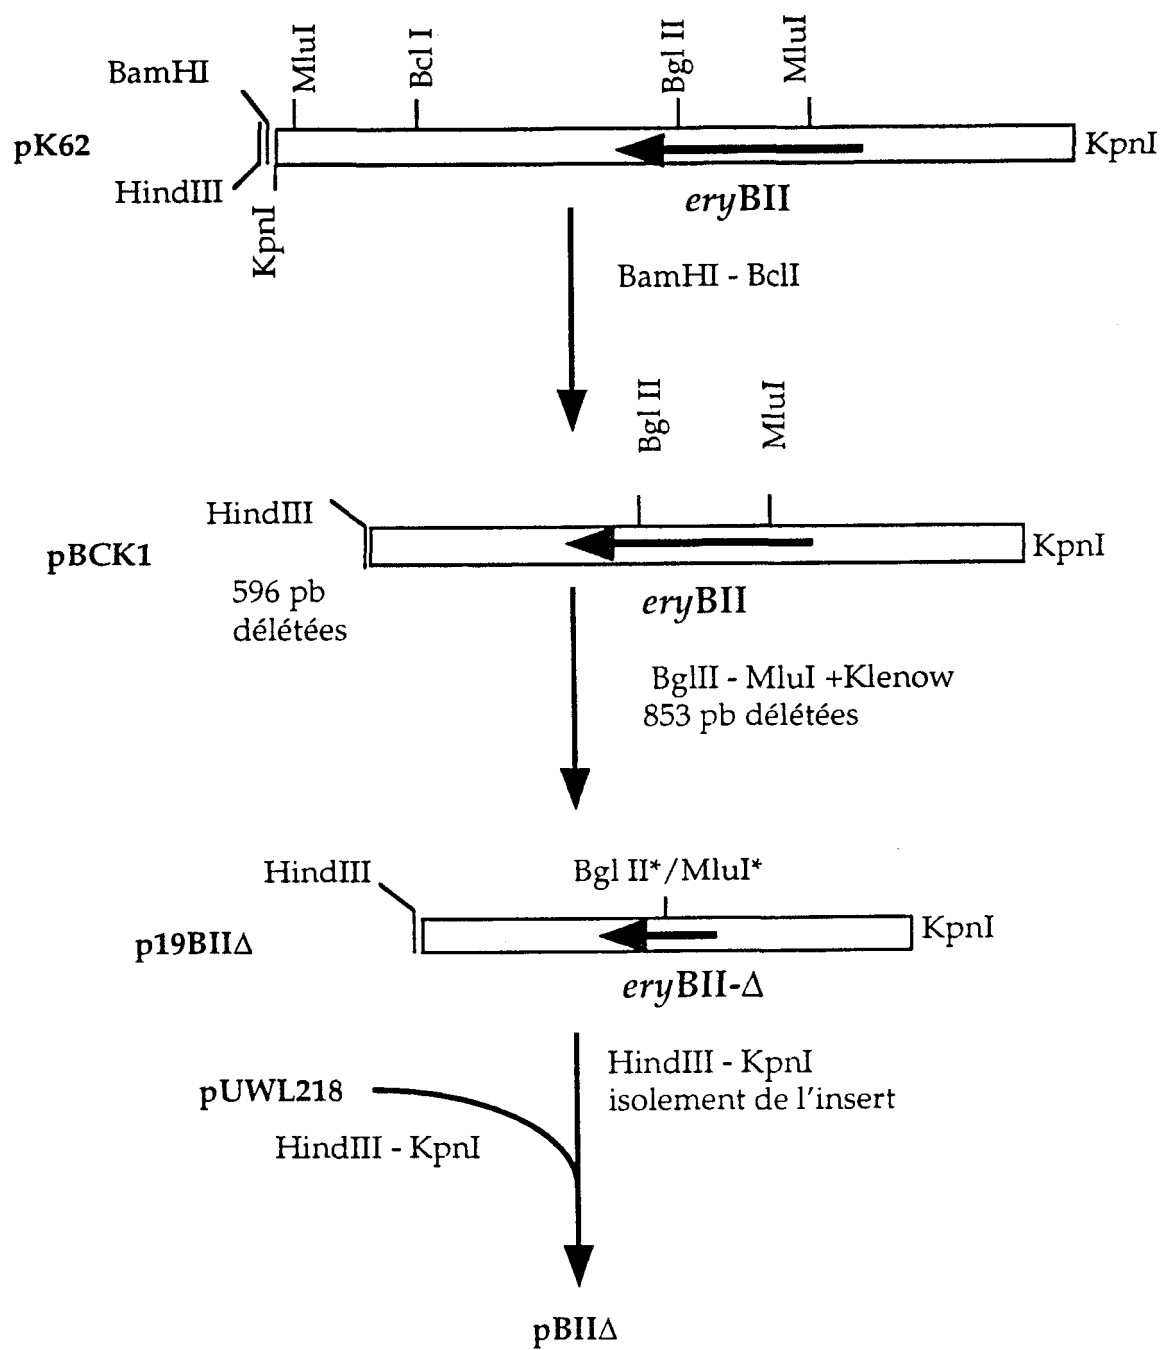 MluI
Bcl I
Bgl II
MluI
BamHI
pK62
KpnI
HindIII
KpnI
eryBII
BamHI - BclI
Bgl II
MluI
HindIII
pBCK1
KpnI
596 pb
délétées
eryBII
BglII - MluI +Klenow
853 pb délétées
HindIII
Bgl II*/MluI*
p19BIIΔ
KpnI
eryBII-Δ
HindIII - KpnI
isolement de l'insert
pUWL218
HindIII - KpnI
pBIIΔ